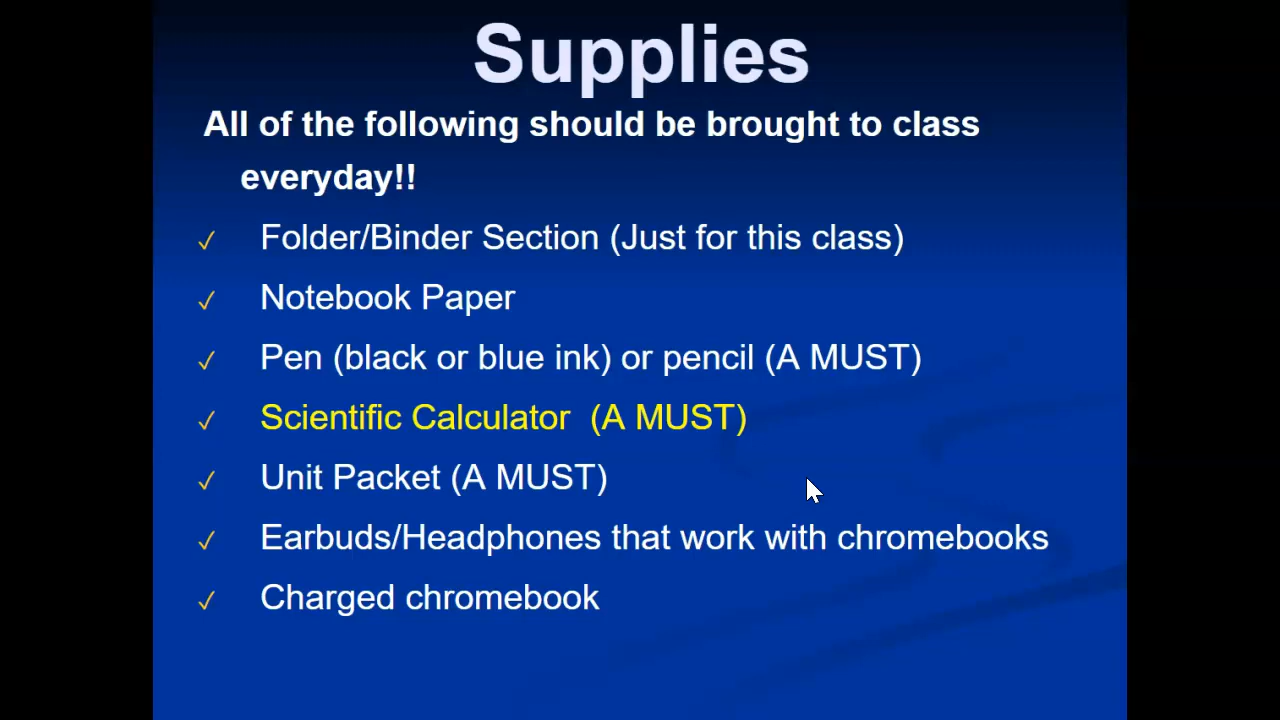 Supplies
All of the following should be brought to class
everyday!!
✓ Folder/Binder Section (Just for this class)
✓ Notebook Paper
✓ Pen (black or blue ink) or pencil (A MUST)
✓ Scientific Calculator  (A MUST)
✓ Unit Packet (A MUST)
✓ Earbuds/Headphones that work with chromebooks
✓ Charged chromebook